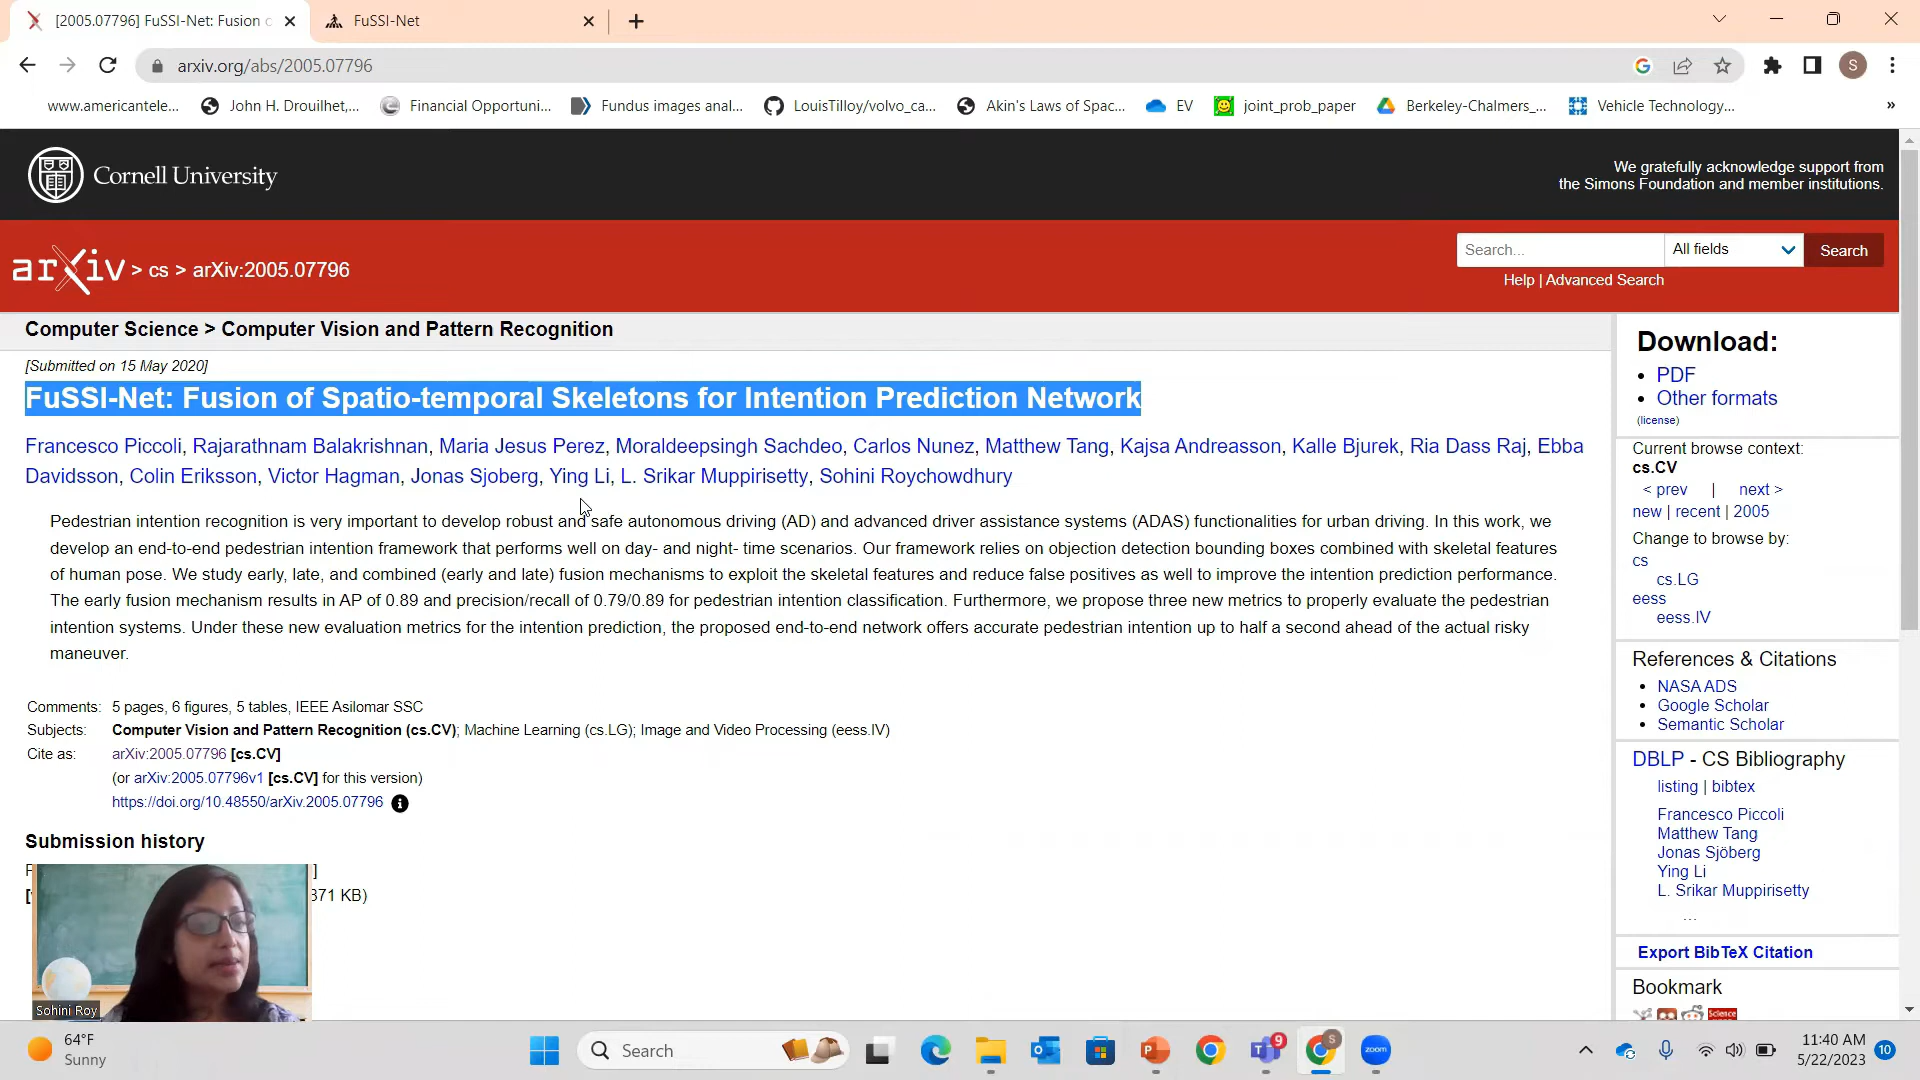 [2005.07796] FuSSI-Net: Fusion c
FuSSI-Net
arxiv.org/abs/2005.07796
S
www.americantele...
John H. Drouilhet,...
Financial Opportuni...
Fundus images anal...
LouisTilloy/volvo_ca...
Akin's Laws of Spac...
EV
joint_prob_paper
Berkeley-Chalmers_...
Vehicle Technology...
»
Cornell University
We gratefully acknowledge support from
the Simons Foundation and member institutions.
arXiv > cs > arXiv:2005.07796
Search...
All fields
Search
Help | Advanced Search
Computer Science > Computer Vision and Pattern Recognition
[Submitted on 15 May 2020]
FuSSI-Net: Fusion of Spatio-temporal Skeletons for Intention Prediction Network
Francesco Piccoli, Rajarathnam Balakrishnan, Maria Jesus Perez, Moraldeepsingh Sachdeo, Carlos Nunez, Matthew Tang, Kajsa Andreasson, Kalle Bjurek, Ria Dass Raj, Ebba
Davidsson, Colin Eriksson, Victor Hagman, Jonas Sjoberg, Ying Li, L. Srikar Muppirisetty, Sohini Roychowdhury
Pedestrian intention recognition is very important to develop robust and safe autonomous driving (AD) and advanced driver assistance systems (ADAS) functionalities for urban driving. In this work, we
develop an end-to-end pedestrian intention framework that performs well on day- and night- time scenarios. Our framework relies on objection detection bounding boxes combined with skeletal features
of human pose. We study early, late, and combined (early and late) fusion mechanisms to exploit the skeletal features and reduce false positives as well to improve the intention prediction performance.
The early fusion mechanism results in AP of 0.89 and precision/recall of 0.79/0.89 for pedestrian intention classification. Furthermore, we propose three new metrics to properly evaluate the pedestrian
intention systems. Under these new evaluation metrics for the intention prediction, the proposed end-to-end network offers accurate pedestrian intention up to half a second ahead of the actual risky
maneuver.
Comments: 5 pages, 6 figures, 5 tables, IEEE Asilomar SSC
Subjects: Computer Vision and Pattern Recognition (cs.CV); Machine Learning (cs.LG); Image and Video Processing (eess.IV)
Cite as: arXiv:2005.07796 [cs.CV]
(or arXiv:2005.07796v1 [cs.CV] for this version)
https://doi.org/10.48550/arXiv.2005.07796
Submission history
371 KB)
Sohini Roy
Download:
• PDF
• Other formats
(license)
Current browse context:
cs.CV
< prev | next >
new | recent | 2005
Change to browse by:
cs
cs.LG
eess
eess.IV
References & Citations
• NASA ADS
• Google Scholar
• Semantic Scholar
DBLP - CS Bibliography
listing | bibtex
Francesco Piccoli
Matthew Tang
Jonas Sjöberg
Ying Li
L. Srikar Muppirisetty
...
Export BibTeX Citation
Bookmark
64°F
Sunny
Search
9
S
zoom
11:40 AM
5/22/2023
10